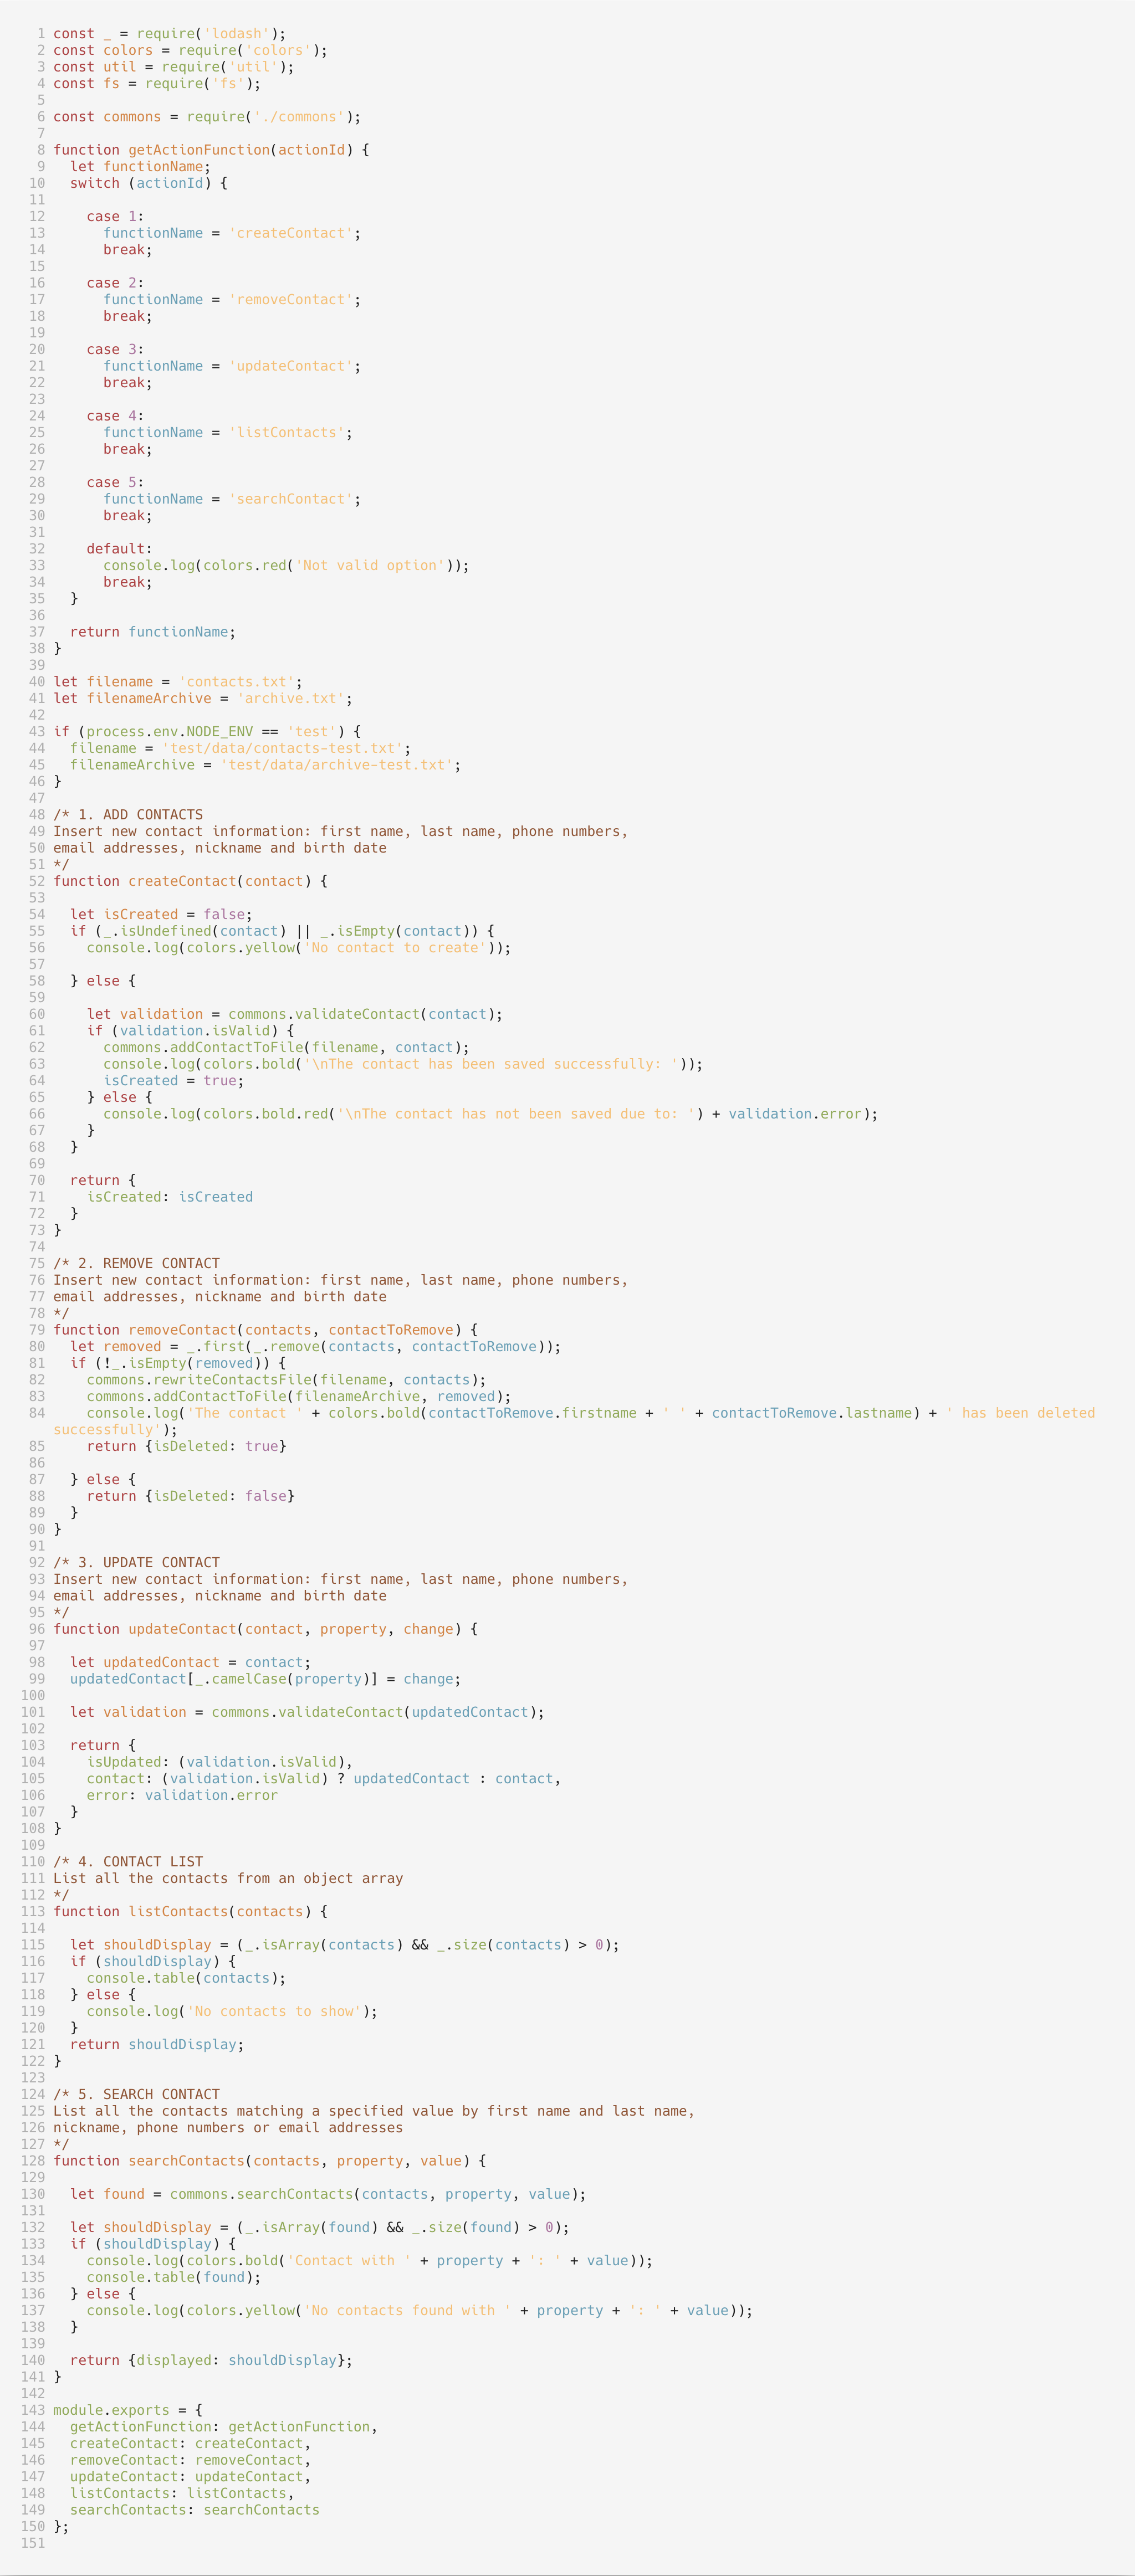 1 const _ = require('lodash');
2 const colors = require('colors');
3 const util = require('util');
4 const fs = require('fs');
5
6 const commons = require('./commons');
7
8 function getActionFunction(actionId) {
9   let functionName;
10   switch (actionId) {
11
12     case 1:
13       functionName = 'createContact';
14       break;
15
16     case 2:
17       functionName = 'removeContact';
18       break;
19
20     case 3:
21       functionName = 'updateContact';
22       break;
23
24     case 4:
25       functionName = 'listContacts';
26       break;
27
28     case 5:
29       functionName = 'searchContact';
30       break;
31
32     default:
33       console.log(colors.red('Not valid option'));
34       break;
35   }
36
37   return functionName;
38 }
39
40 let filename = 'contacts.txt';
41 let filenameArchive = 'archive.txt';
42
43 if (process.env.NODE_ENV == 'test') {
44   filename = 'test/data/contacts-test.txt';
45   filenameArchive = 'test/data/archive-test.txt';
46 }
47
48 /* 1. ADD CONTACTS
49 Insert new contact information: first name, last name, phone numbers,
50 email addresses, nickname and birth date
51 */
52 function createContact(contact) {
53
54   let isCreated = false;
55   if (_.isUndefined(contact) || _.isEmpty(contact)) {
56     console.log(colors.yellow('No contact to create'));
57
58   } else {
59
60     let validation = commons.validateContact(contact);
61     if (validation.isValid) {
62       commons.addContactToFile(filename, contact);
63       console.log(colors.bold('\nThe contact has been saved successfully: '));
64       isCreated = true;
65     } else {
66       console.log(colors.bold.red('\nThe contact has not been saved due to: ') + validation.error);
67     }
68   }
69
70   return {
71     isCreated: isCreated
72   }
73 }
74
75 /* 2. REMOVE CONTACT
76 Insert new contact information: first name, last name, phone numbers,
77 email addresses, nickname and birth date
78 */
79 function removeContact(contacts, contactToRemove) {
80   let removed = _.first(_.remove(contacts, contactToRemove));
81   if (!_.isEmpty(removed)) {
82     commons.rewriteContactsFile(filename, contacts);
83     commons.addContactToFile(filenameArchive, removed);
84     console.log('The contact ' + colors.bold(contactToRemove.firstname + ' ' + contactToRemove.lastname) + ' has been deleted
successfully');
85     return {isDeleted: true}
86
87   } else {
88     return {isDeleted: false}
89   }
90 }
91
92 /* 3. UPDATE CONTACT
93 Insert new contact information: first name, last name, phone numbers,
94 email addresses, nickname and birth date
95 */
96 function updateContact(contact, property, change) {
97
98   let updatedContact = contact;
99   updatedContact[_.camelCase(property)] = change;
100
101   let validation = commons.validateContact(updatedContact);
102
103   return {
104     isUpdated: (validation.isValid),
105     contact: (validation.isValid) ? updatedContact : contact,
106     error: validation.error
107   }
108 }
109
110 /* 4. CONTACT LIST
111 List all the contacts from an object array
112 */
113 function listContacts(contacts) {
114
115   let shouldDisplay = (_.isArray(contacts) && _.size(contacts) > 0);
116   if (shouldDisplay) {
117     console.table(contacts);
118   } else {
119     console.log('No contacts to show');
120   }
121   return shouldDisplay;
122 }
123
124 /* 5. SEARCH CONTACT
125 List all the contacts matching a specified value by first name and last name,
126 nickname, phone numbers or email addresses
127 */
128 function searchContacts(contacts, property, value) {
129
130   let found = commons.searchContacts(contacts, property, value);
131
132   let shouldDisplay = (_.isArray(found) && _.size(found) > 0);
133   if (shouldDisplay) {
134     console.log(colors.bold('Contact with ' + property + ': ' + value));
135     console.table(found);
136   } else {
137     console.log(colors.yellow('No contacts found with ' + property + ': ' + value));
138   }
139
140   return {displayed: shouldDisplay};
141 }
142
143 module.exports = {
144   getActionFunction: getActionFunction,
145   createContact: createContact,
146   removeContact: removeContact,
147   updateContact: updateContact,
148   listContacts: listContacts,
149   searchContacts: searchContacts
150 };
151